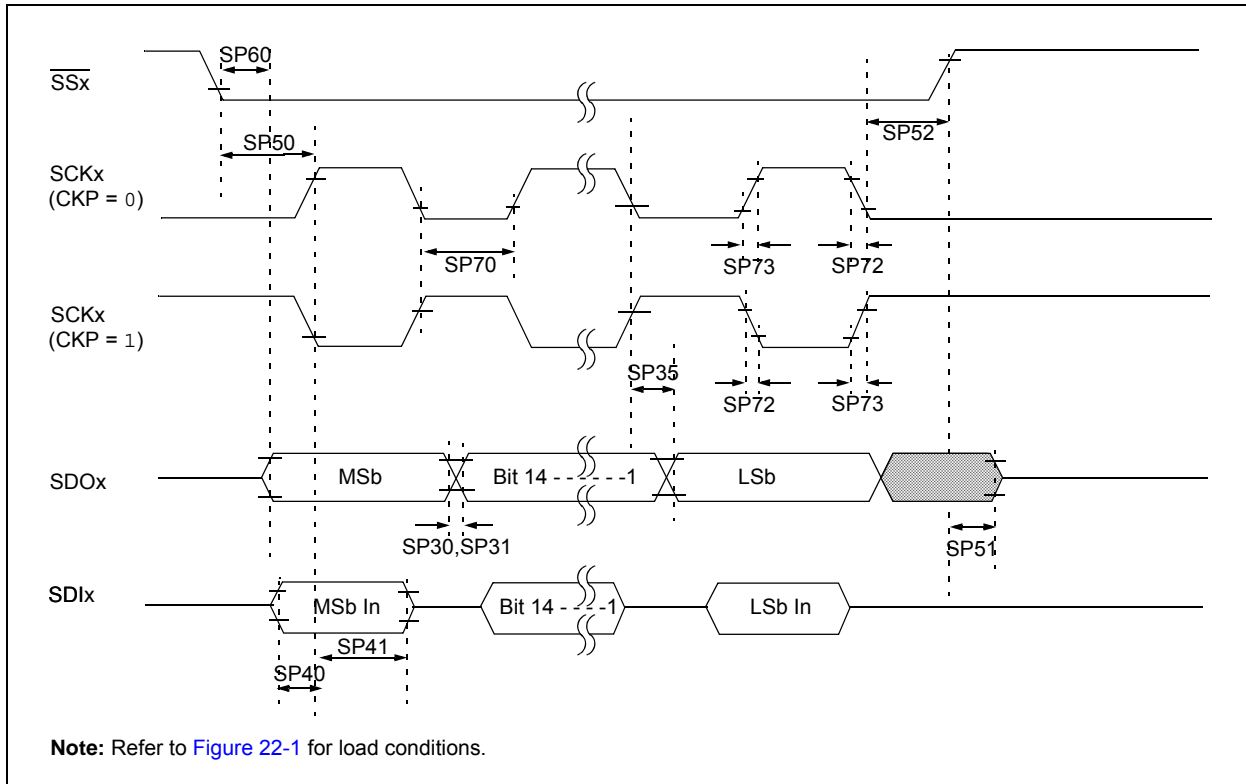 SP60
SSx
SP50
SP52
SCKx
(CKP = 0)
SP70
SP73
SP72
SCKx
(CKP = 1)
SP35
SP72
SP73
SDOx
MSb
Bit 14 - - - - - -1
LSb
SP30,SP31
SP51
SDIx
MSb In
Bit 14 - - - -1
LSb In
SP41
SP40
Note: Refer to Figure 22-1 for load conditions.